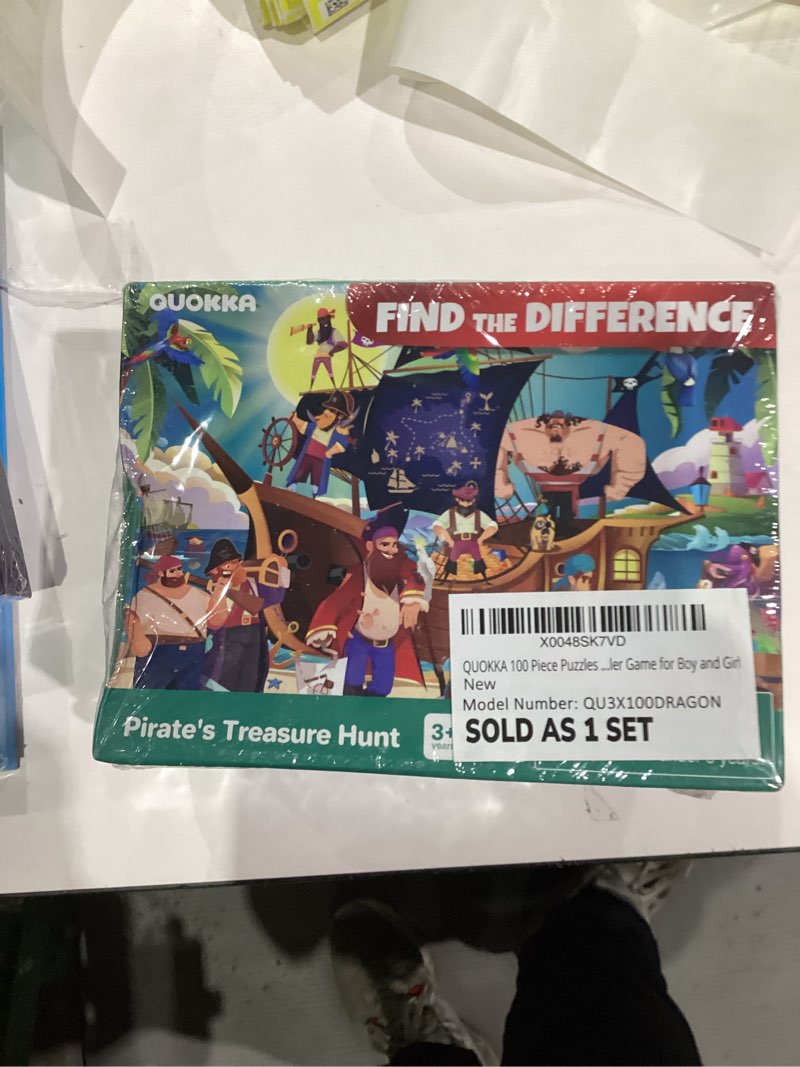 QUOKKA
FIND THE DIFFERENCE
X0048SK7VD
QUOKKA 100 Piece Puzzles ...ler Game for Boy and Girl
New
Model Number: QU3X100DRAGON
SOLD AS 1 SET
Pirate's Treasure Hunt
3+
years